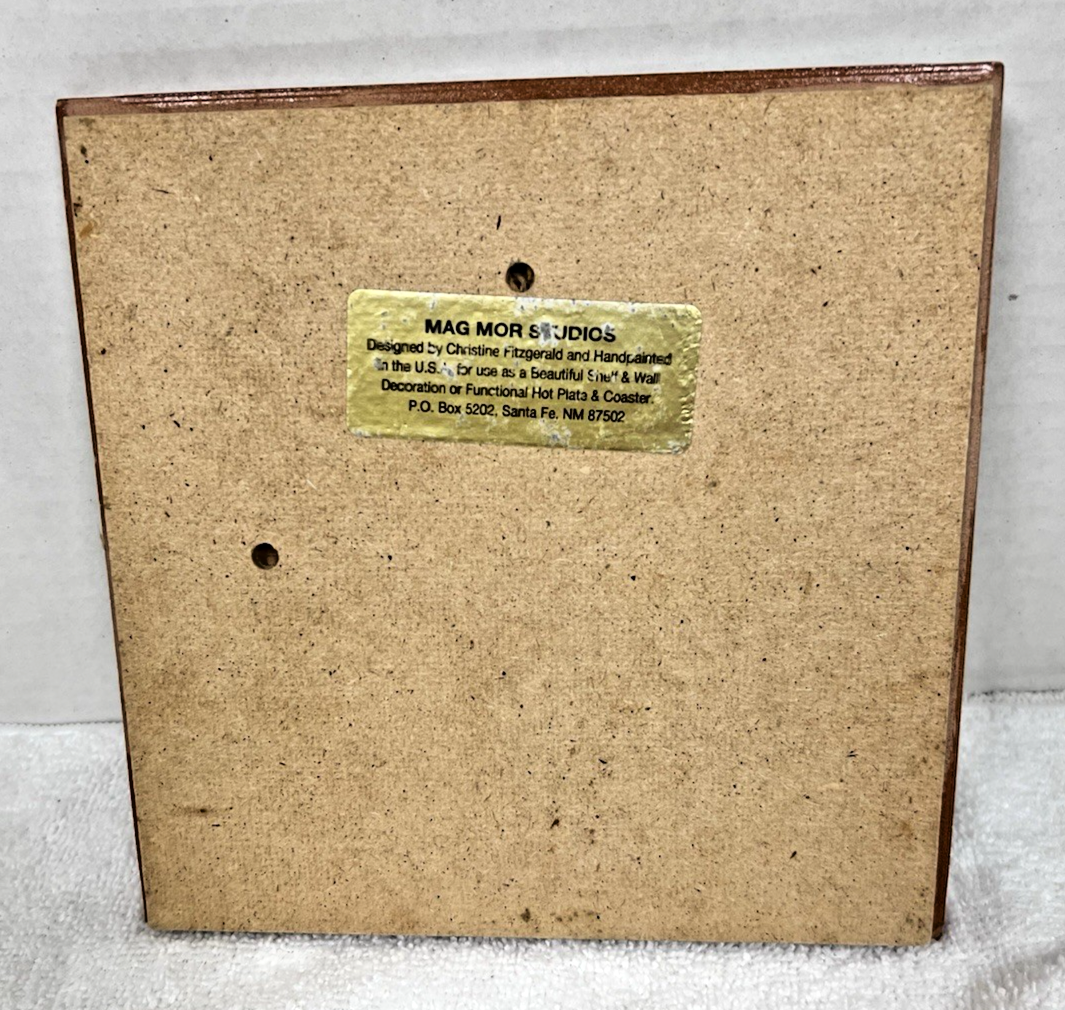 MAG MOR STUDIOS
Designed by Christine Fitzgerald and Handpainted
in the U.S.A. for use as a Beautiful Shelf & Wall
Decoration or Functional Hot Plate & Coaster.
P.O. Box 5202, Santa Fe, NM 87502